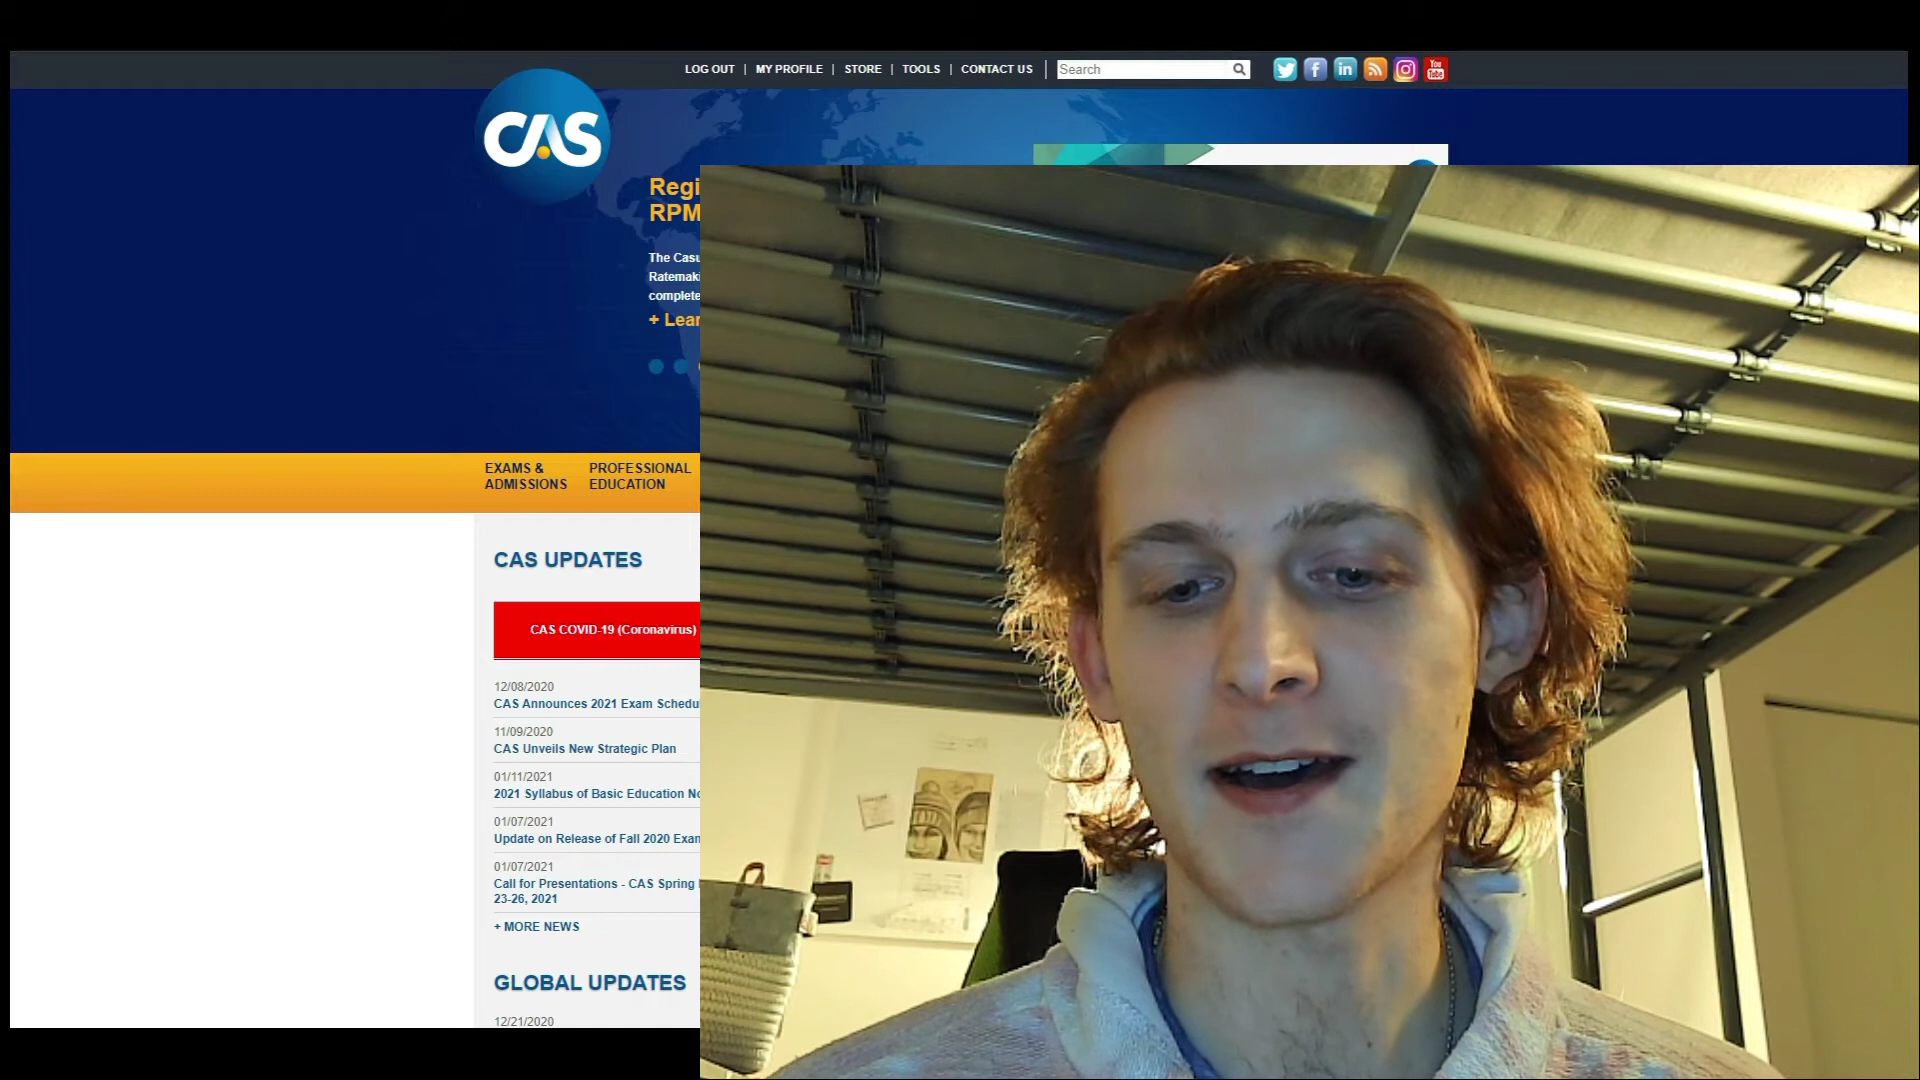 LOG OUT | MY PROFILE | STORE | TOOLS | CONTACT US | Search
You Tube
CAS
Regi
RPM
The Casu
Ratemaki
complete
+ Lear
EXAMS & ADMISSIONS
PROFESSIONAL EDUCATION
CAS UPDATES
CAS COVID-19 (Coronavirus)
12/08/2020
CAS Announces 2021 Exam Schedu
11/09/2020
CAS Unveils New Strategic Plan
01/11/2021
2021 Syllabus of Basic Education No
01/07/2021
Update on Release of Fall 2020 Exan
01/07/2021
Call for Presentations - CAS Spring
23-26, 2021
+ MORE NEWS
GLOBAL UPDATES
12/21/2020